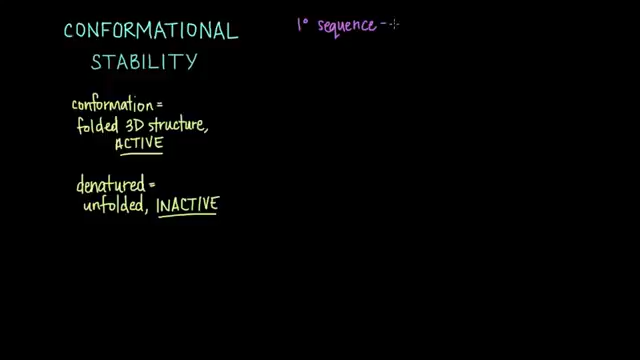 CONFORMATIONAL
STABILITY
conformation =
folded 3D structure,
ACTIVE
denatured =
unfolded, INACTIVE
1° sequence -